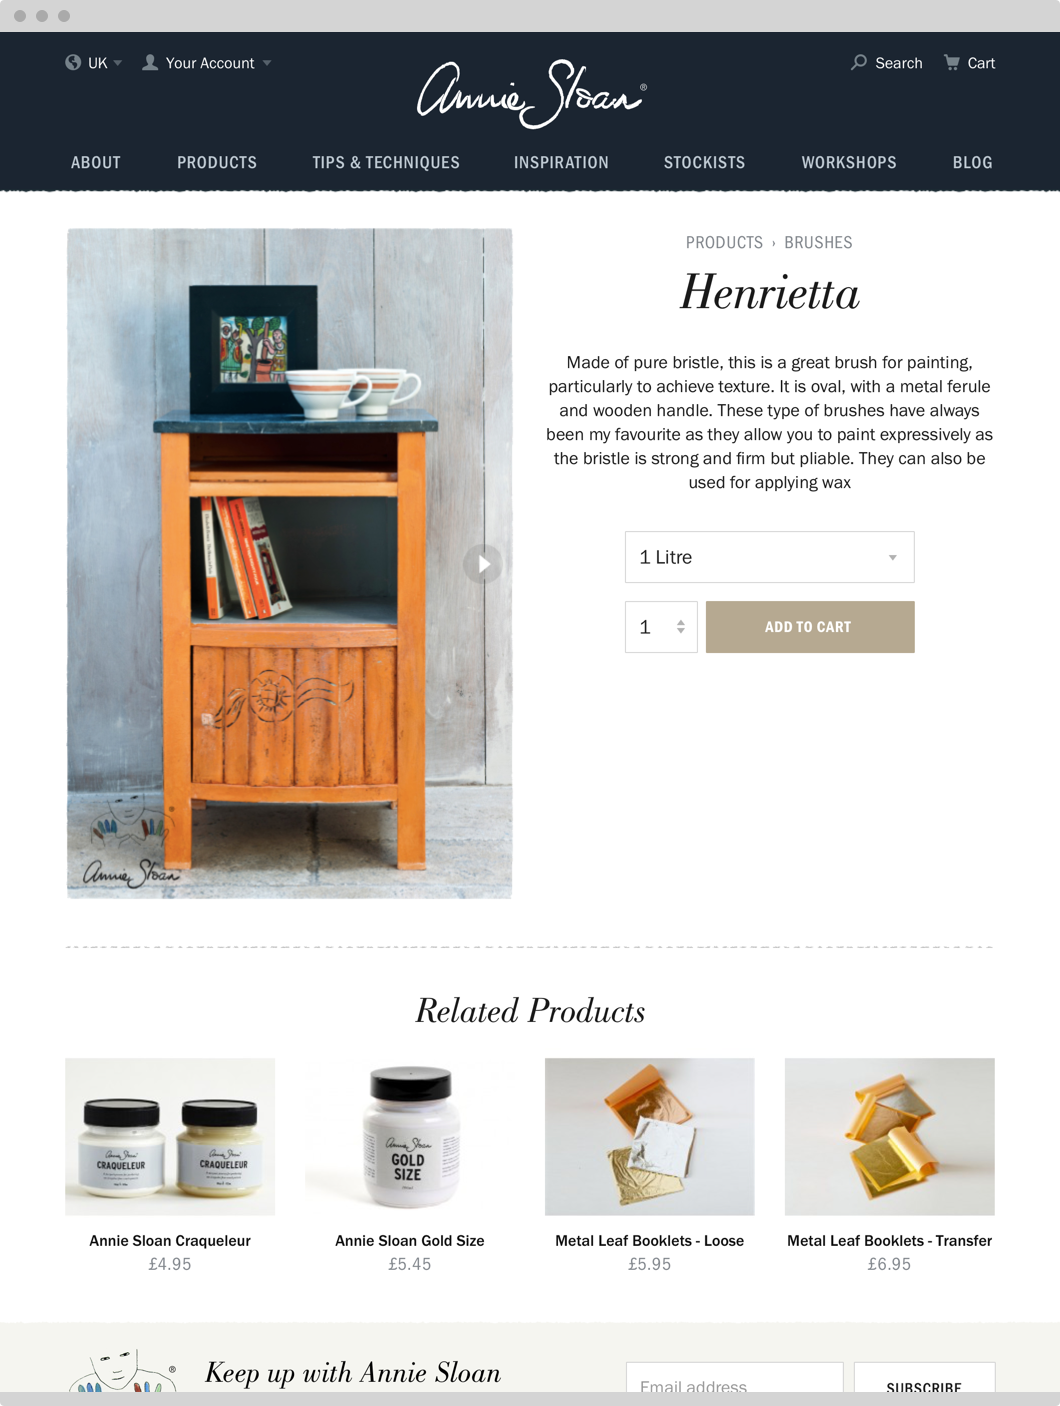 UK
Your Account
Annie Sloan®
Search
Cart
ABOUT
PRODUCTS
TIPS & TECHNIQUES
INSPIRATION
STOCKISTS
WORKSHOPS
BLOG
PRODUCTS › BRUSHES
Henrietta
Made of pure bristle, this is a great brush for painting,
particularly to achieve texture. It is oval, with a metal ferule
and wooden handle. These type of brushes have always
been my favourite as they allow you to paint expressively as
the bristle is strong and firm but pliable. They can also be
used for applying wax
1 Litre
1
ADD TO CART
Annie Sloan
Related Products
Annie Sloan
CRAQUELEUR
Annie Sloan
CRAQUELEUR
Annie Sloan
GOLD
SIZE
Annie Sloan Craqueleur
£4.95
Annie Sloan Gold Size
£5.45
Metal Leaf Booklets - Loose
£5.95
Metal Leaf Booklets - Transfer
£6.95
®
Keep up with Annie Sloan
Email address
SUBSCRIBE